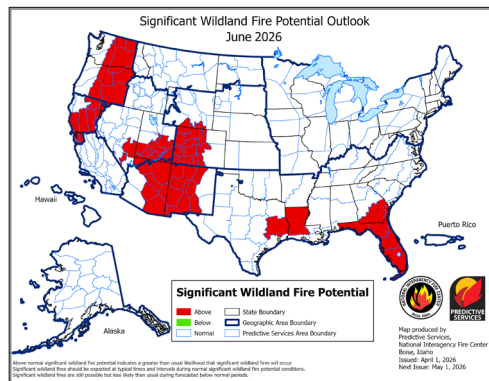 Significant Wildland Fire Potential Outlook
June 2026
Hawaii
Puerto Rico
Alaska
Significant Wildland Fire Potential
Above
Below
Normal
State Boundary
Geographic Area Boundary
Predictive Services Area Boundary
PREDICTIVE
SERVICES
Map produced by
Predictive Services,
National Interagency Fire Center
Boise, Idaho
Issued: April 1, 2026
Next Issue: May 1, 2026
Above normal significant wildland fire potential indicates a greater than usual likelihood that significant wildland fires will occur.
Significant wildland fires should be expected at typical times and intervals during normal significant wildland fire potential conditions.
Significant wildland fires are still possible but less likely than usual during forecasted below normal periods.